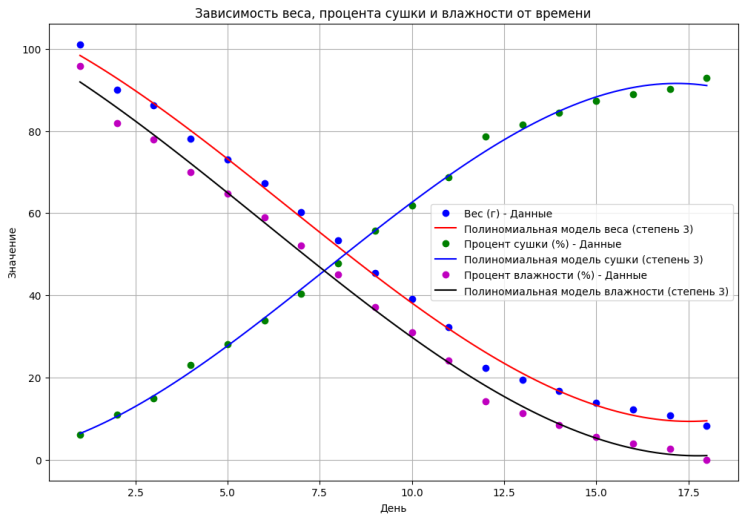 Зависимость веса, процента сушки и влажности от времени
Значение
100
80
60
40
20
0
Вес (г) - Данные
Полиномиальная модель веса (степень 3)
Процент сушки (%) - Данные
Полиномиальная модель сушки (степень 3)
Процент влажности (%) - Данные
Полиномиальная модель влажности (степень 3)
2.5 5.0 7.5 10.0 12.5 15.0 17.5
День